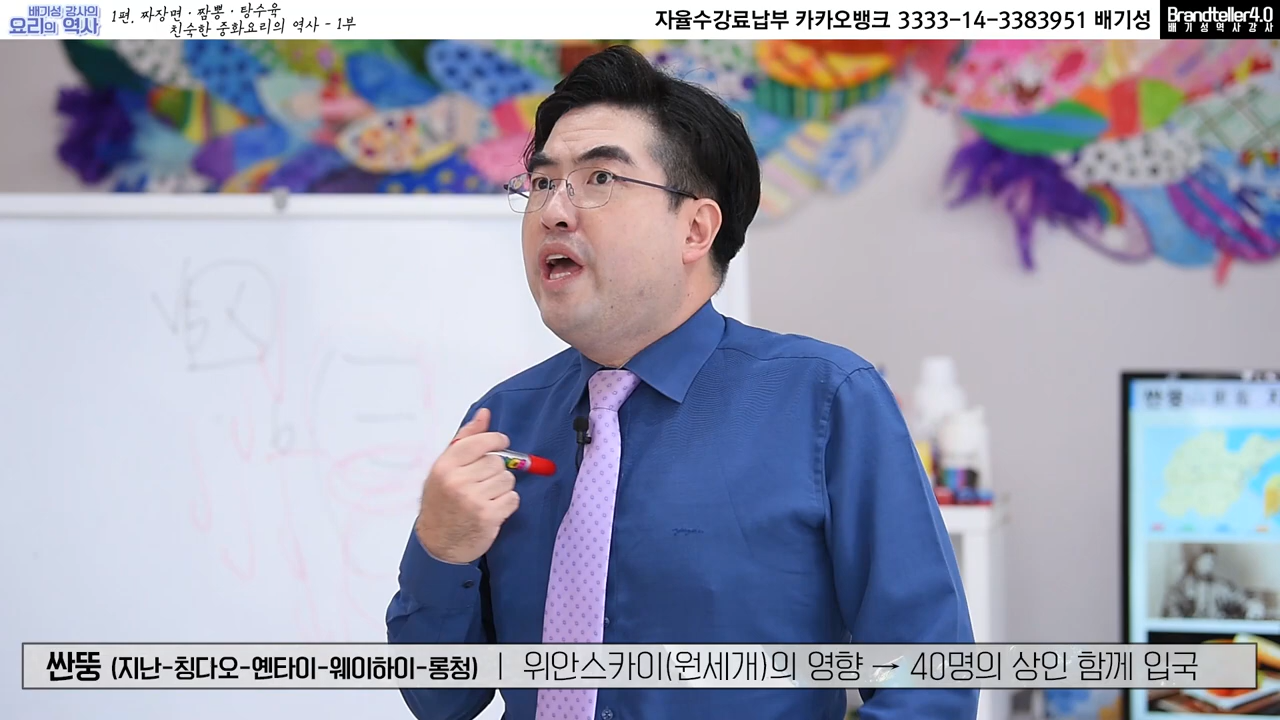 배기성 강사의
요리의 역사
1편. 짜장면·짬뽕·탕수육
친숙한 중화요리의 역사 - 1부
자율수강료납부 카카오뱅크 3333-14-3383951 배기성
Brandteller4.0
배기성역사강사
싼뚱 (지난-칭다오-옌타이-웨이하이-롱청) | 위안스카이(원세개)의 영향 → 40명의 상인 함께 입국